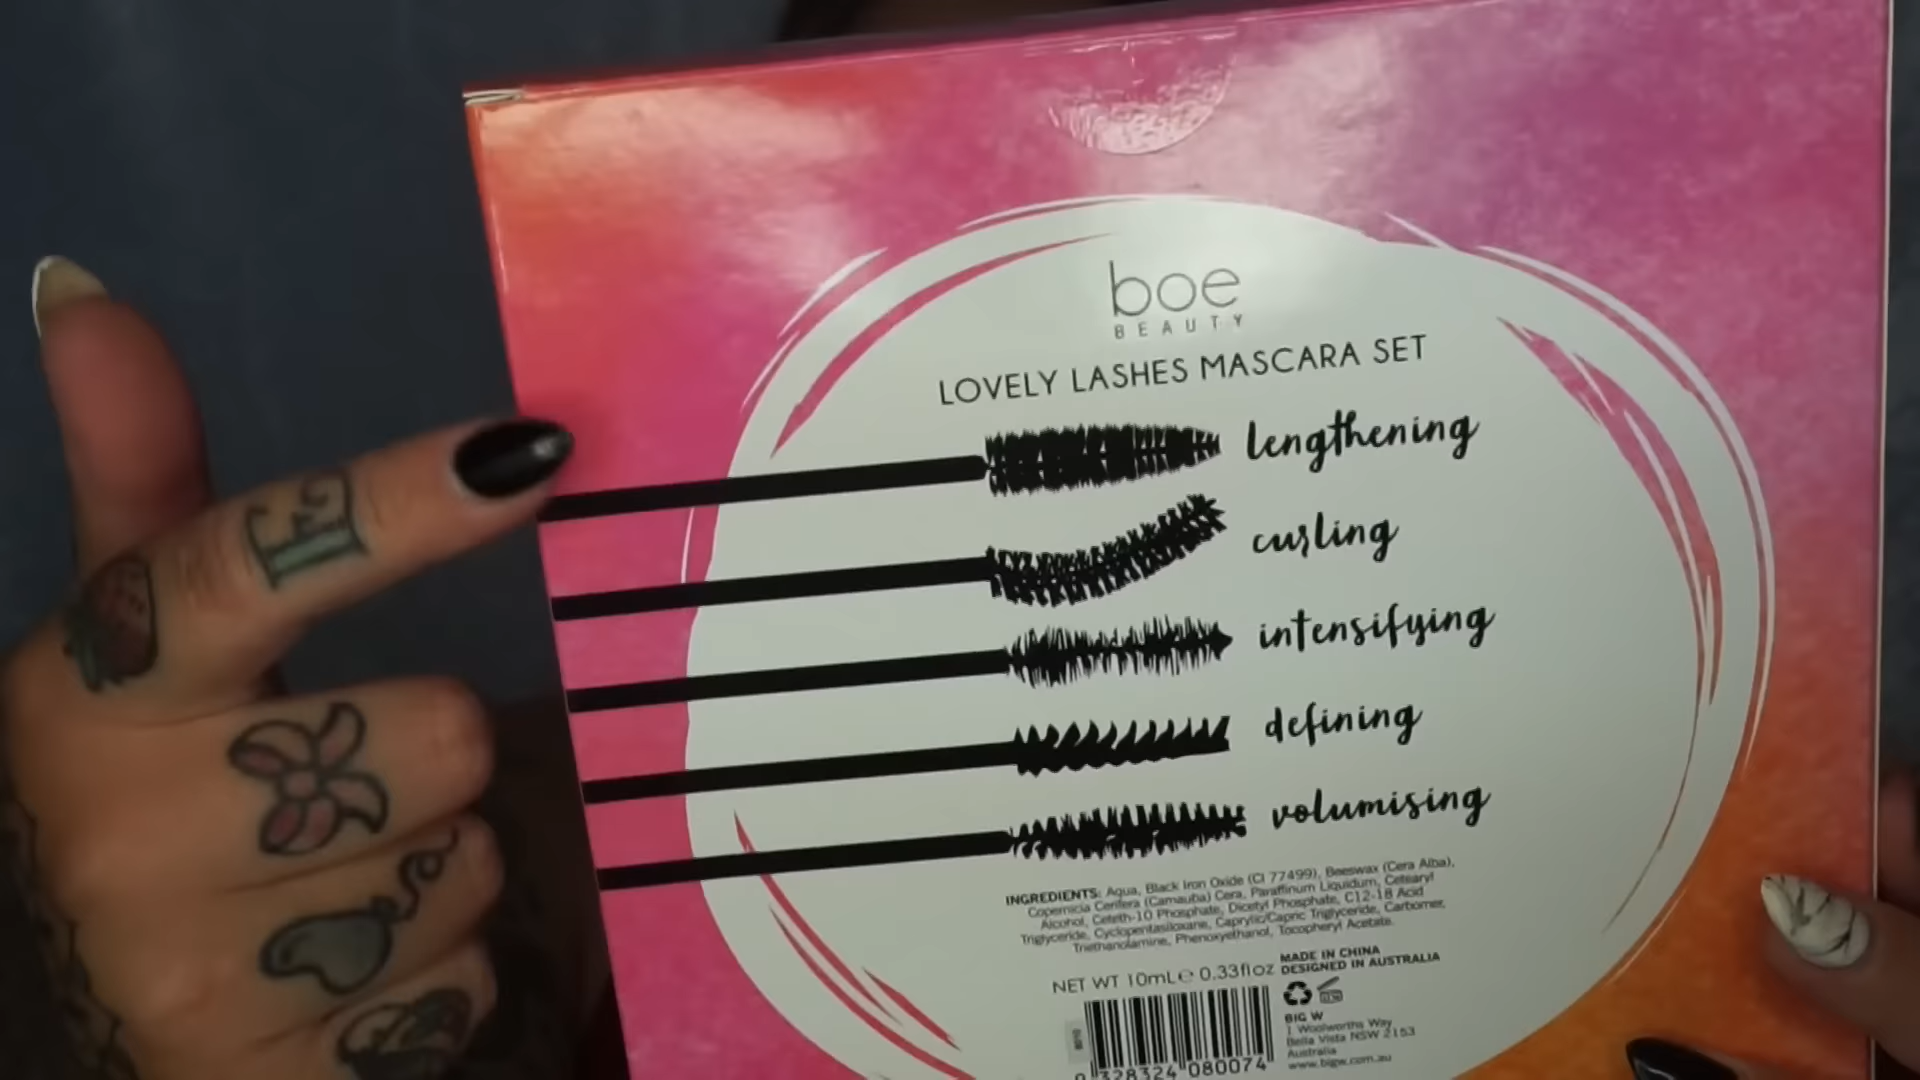 boe
BEAUTY
LOVELY LASHES MASCARA SET
lengthening
curling
intensifying
defining
volumising
INGREDIENTS: Aqua, Black Iron Oxide (CI 77499), Beeswax (Cera Alba),
Copernicia Cerifera (Carnauba) Cera, Paraffinum Liquidum, Cetearyl
Alcohol, Ceteth-10 Phosphate, Dicetyl Phosphate, C12-18 Acid
Triglyceride, Cyclopentasiloxane, Caprylic/Capric Triglyceride, Carbomer,
Triethanolamine, Phenoxyethanol, Tocopheryl Acetate.
NET WT 10mLe 0.33floz
MADE IN CHINA
DESIGNED IN AUSTRALIA
BIG W
1 Woolworths Way
Bella Vista NSW 2153
Australia
www.bigw.com.au
0 328324 080074